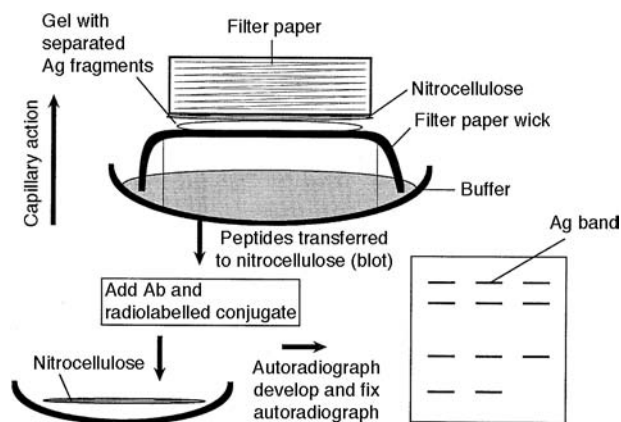 Gel with
separated
Ag fragments
Filter paper
Nitrocellulose
Filter paper wick
Capillary action
Buffer
Peptides transferred
to nitrocellulose (blot)
Ag band
Add Ab and
radiolabelled conjugate
Nitrocellulose
Autoradiograph
develop and fix
autoradiograph